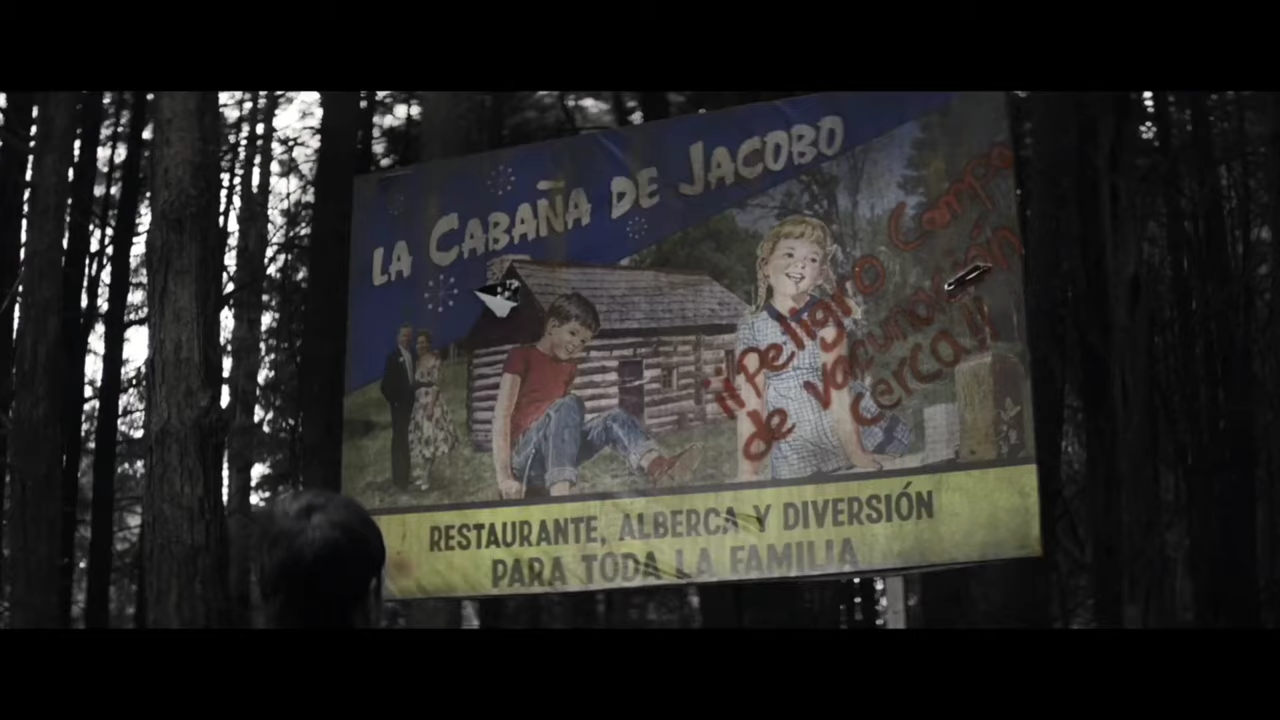 LA CABAÑA DE JACOBO
¡¡Peligro Campo
de vacunación
cerca!!
RESTAURANTE, ALBERCA Y DIVERSIÓN
PARA TODA LA FAMILIA